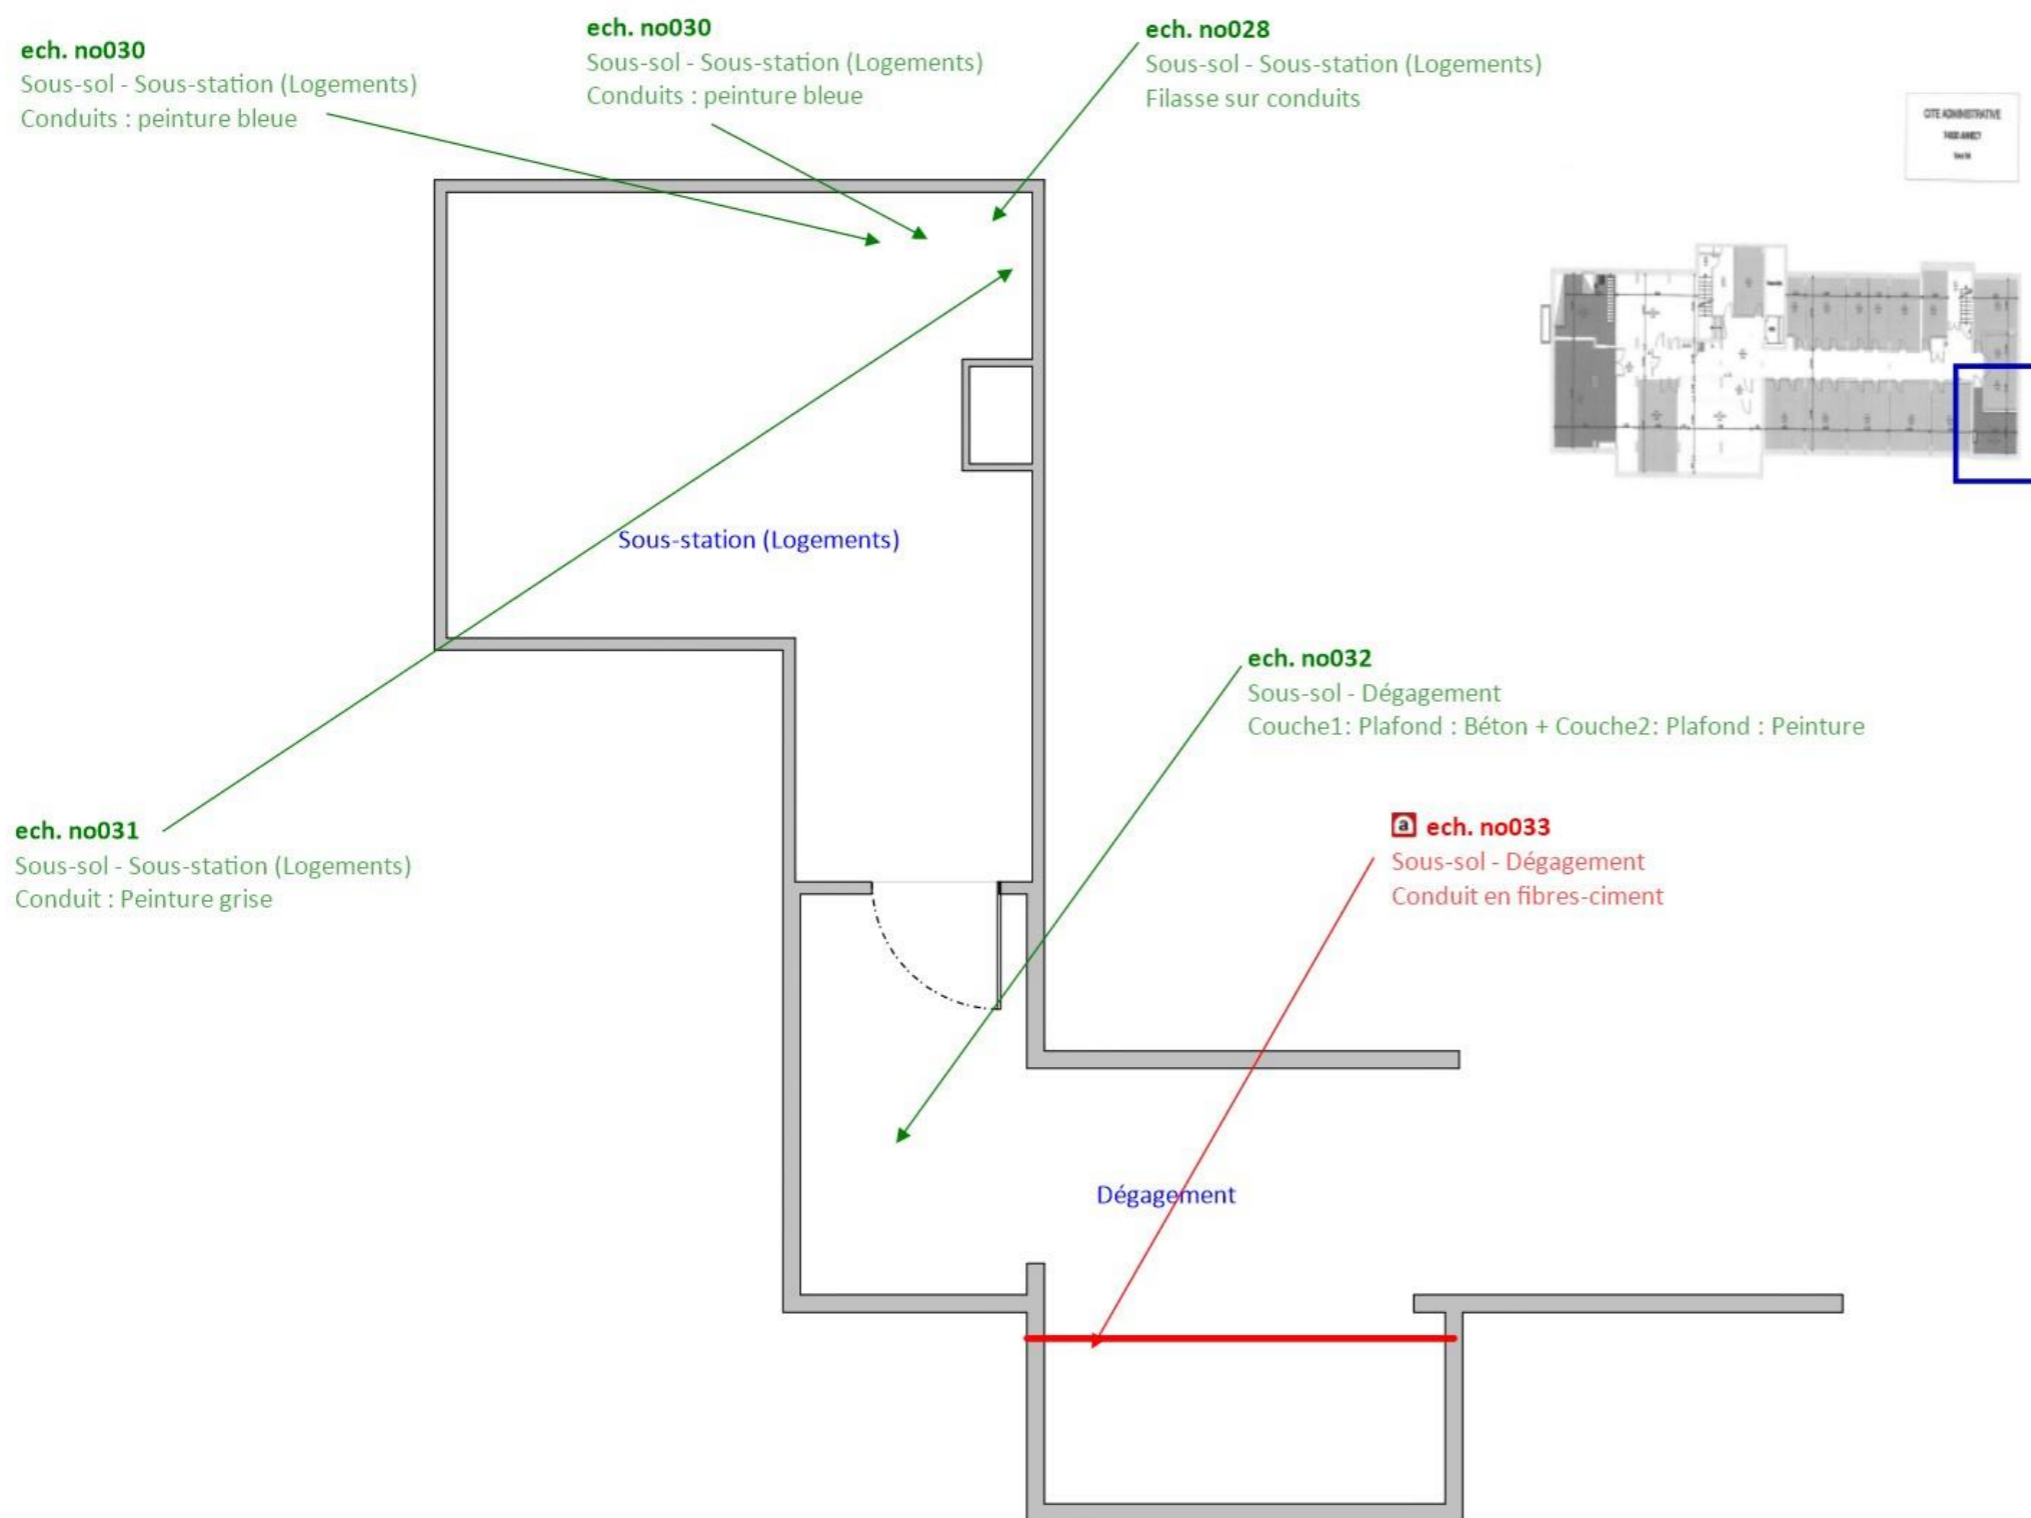 ech. no030
Sous-sol - Sous-station (Logements)
Conduits : peinture bleue
ech. no030
Sous-sol - Sous-station (Logements)
Conduits : peinture bleue
ech. no028
Sous-sol - Sous-station (Logements)
Filasse sur conduits
CITE ADMINISTRATIVE
Sous-station (Logements)
ech. no032
Sous-sol - Dégagement
Couche1: Plafond : Béton + Couche2: Plafond : Peinture
ech. no031
Sous-sol - Sous-station (Logements)
Conduit : Peinture grise
a ech. no033
Sous-sol - Dégagement
Conduit en fibres-ciment
Dégagement